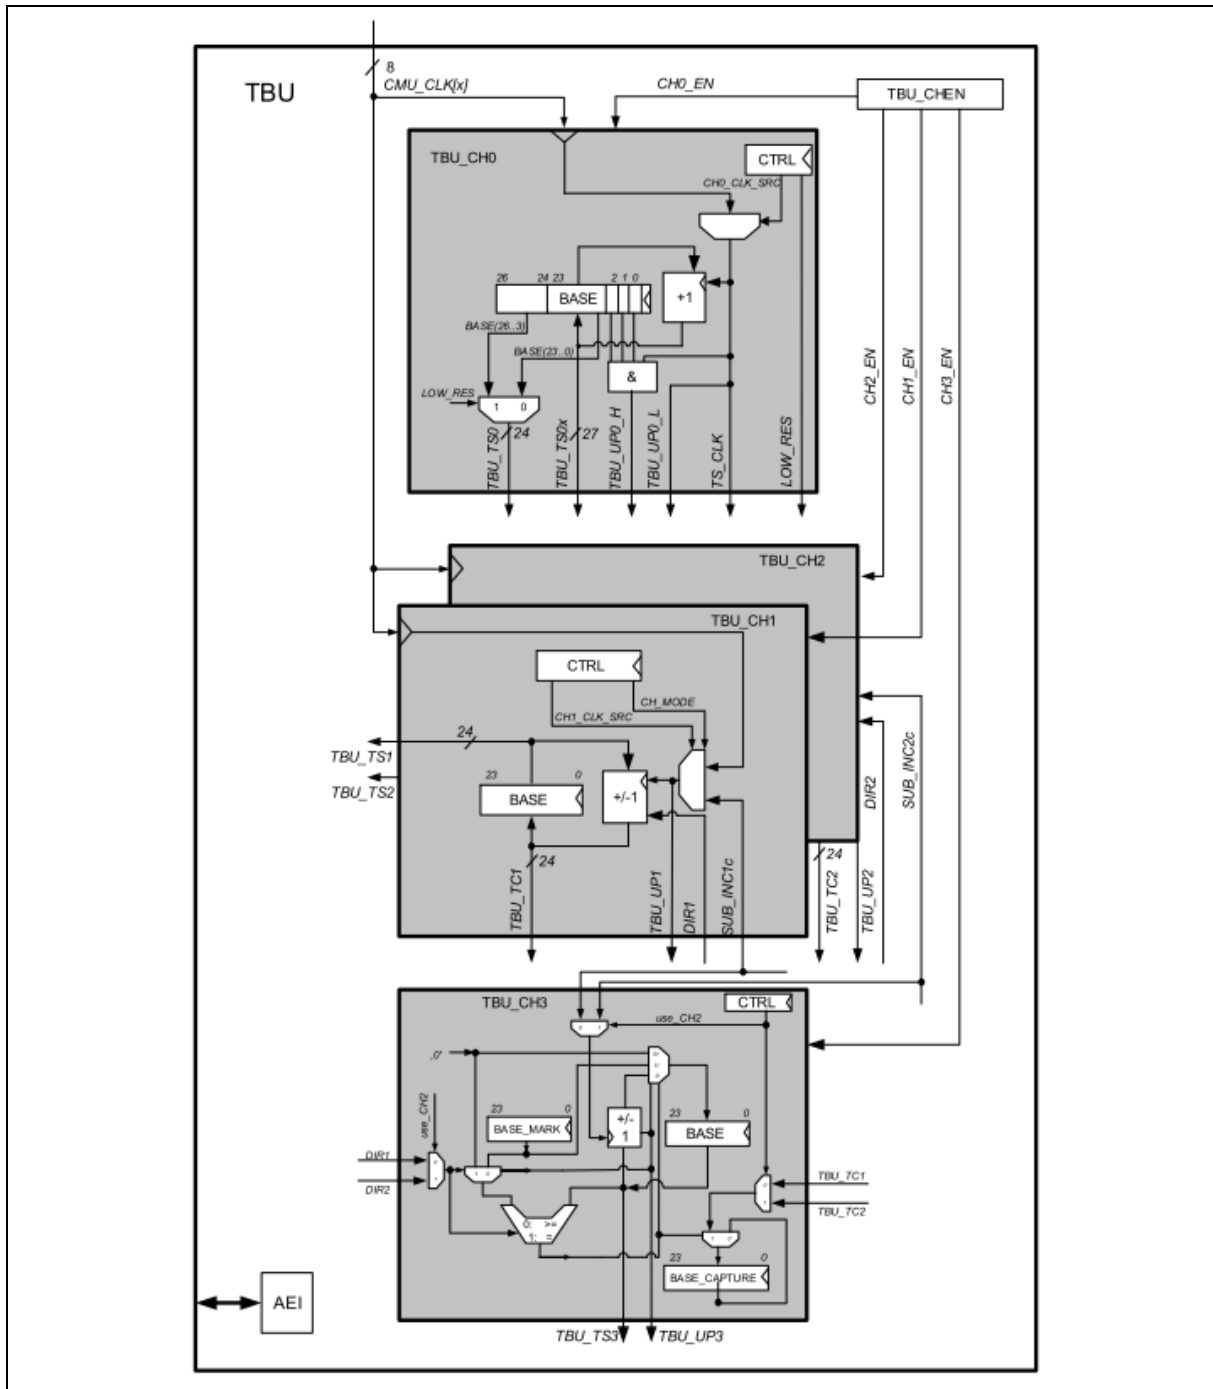 8
TBU
CMU_CLK[x]
CH0_EN
TBU_CHEN
TBU_CH0
CTRL
CH0_CLK_SRC
26
24 23
2 1 0
BASE
+1
BASE(26..3)
BASE(23..0)
&
LOW_RES
1 0
24
27
TBU_TS0
TBU_TS0x
TBU_UP0_H
TBU_UP0_L
TS_CLK
LOW_RES
CH2_EN
CH1_EN
CH3_EN
TBU_CH2
TBU_CH1
CTRL
CH_MODE
CH1_CLK_SRC
24
TBU_TS1
TBU_TS2
23
0
BASE
+/-1
24
TBU_TC1
TBU_UP1
DIR1
SUB_INC1c
24
TBU_TC2
TBU_UP2
DIR2
SUB_INC2c
TBU_CH3
CTRL
use_CH2
‚0'
use_CH2
23
0
BASE_MARK
+/-
1
23
0
BASE
DIR1
DIR2
TBU_TC1
TBU_TC2
0: >=
1: =
23
0
BASE_CAPTURE
AEI
TBU_TS3
TBU_UP3